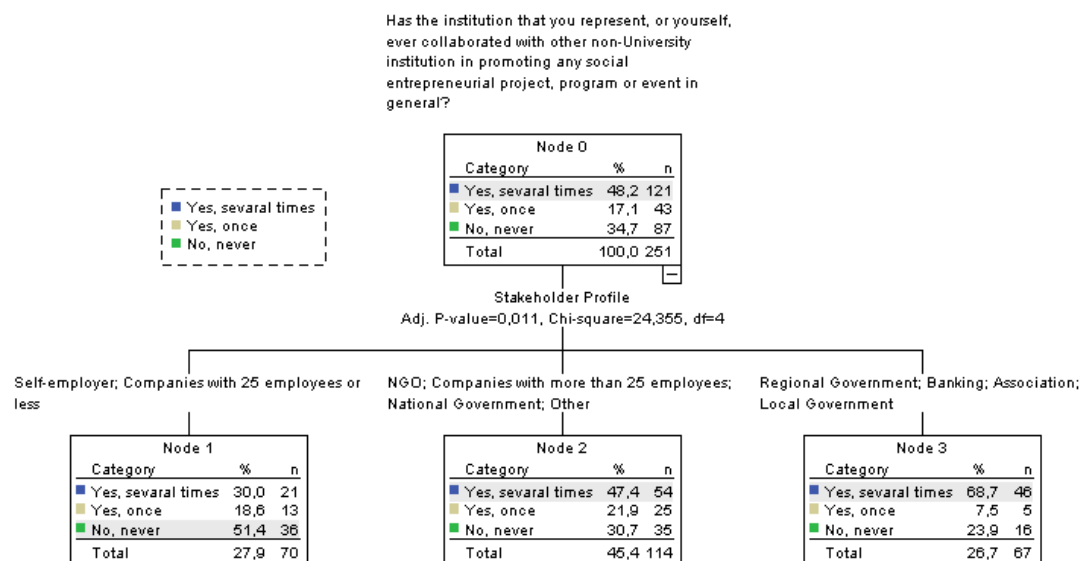 Has the institution that you represent, or yourself,
ever collaborated with other non-University
institution in promoting any social
entrepreneurial project, program or event in
general?
Node 0
Category % n
Yes, sevaral times 48,2 121
Yes, once 17,1 43
No, never 34,7 87
Total 100,0 251
Yes, sevaral times
Yes, once
No, never
Stakeholder Profile
Adj. P-value=0,011, Chi-square=24,355, df=4
Self-employer; Companies with 25 employees or
less
NGO; Companies with more than 25 employees;
National Government; Other
Regional Government; Banking; Association;
Local Government
Node 1
Category % n
Yes, sevaral times 30,0 21
Yes, once 18,6 13
No, never 51,4 36
Total 27,9 70
Node 2
Category % n
Yes, sevaral times 47,4 54
Yes, once 21,9 25
No, never 30,7 35
Total 45,4 114
Node 3
Category % n
Yes, sevaral times 68,7 46
Yes, once 7,5 5
No, never 23,9 16
Total 26,7 67